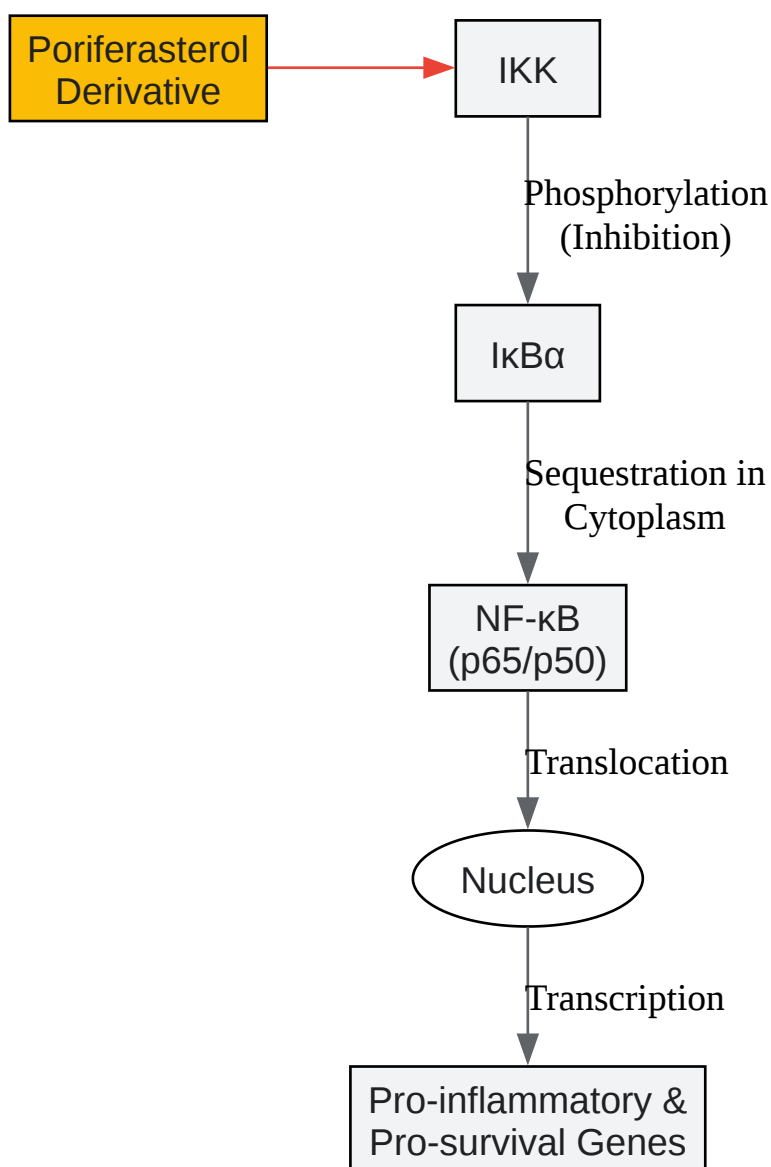 Poriferasterol
Derivative
IKK
Phosphorylation
(Inhibition)
IκBα
Sequestration in
Cytoplasm
NF-κB
(p65/p50)
Translocation
Nucleus
Transcription
Pro-inflammatory &
Pro-survival Genes